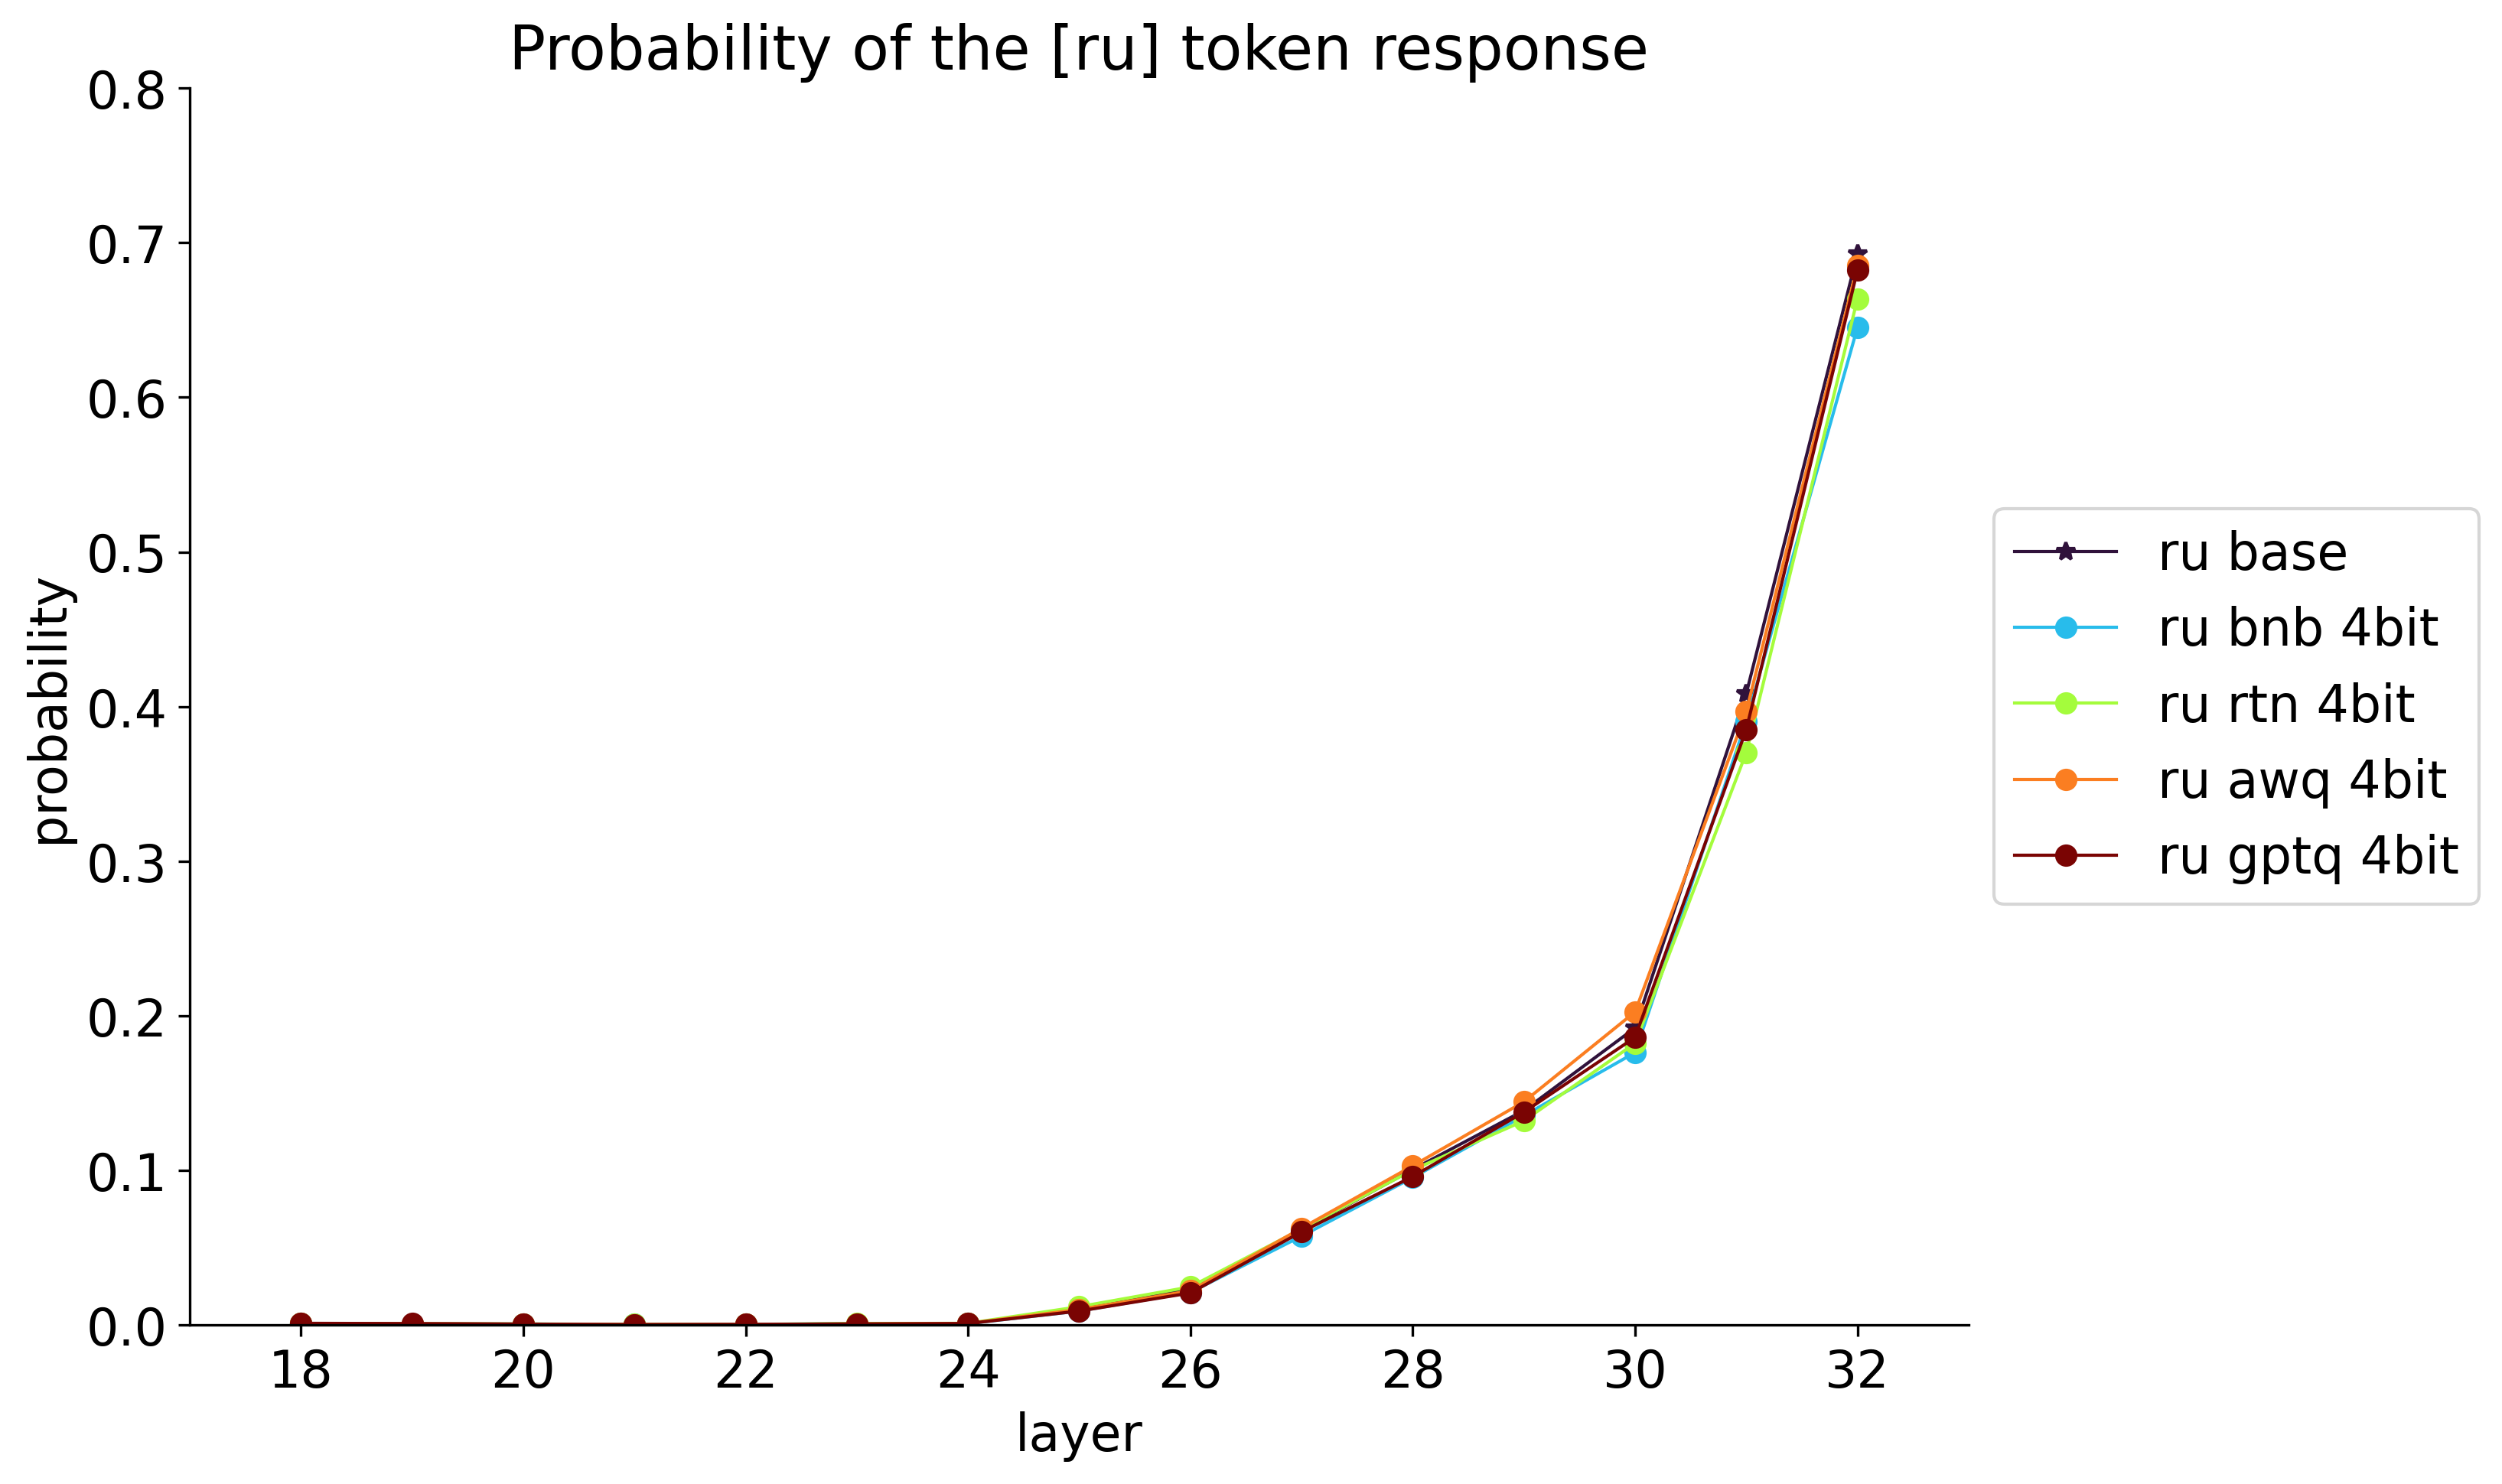 Probability of the [ru] token response
0.8
0.7
0.6
0.5
0.4
0.3
0.2
0.1
0.0
probability
18 20 22 24 26 28 30 32
layer
ru base
ru bnb 4bit
ru rtn 4bit
ru awq 4bit
ru gptq 4bit